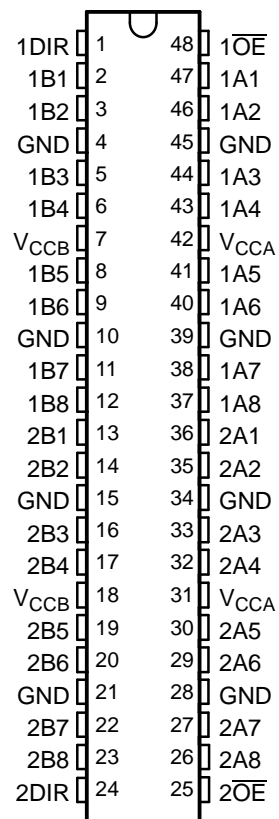 1DIR 1 48 1O̅E̅ 
1B1 2 47 1A1
1B2 3 46 1A2
GND 4 45 GND
1B3 5 44 1A3
1B4 6 43 1A4
VCCB 7 42 VCCA
1B5 8 41 1A5
1B6 9 40 1A6
GND 10 39 GND
1B7 11 38 1A7
1B8 12 37 1A8
2B1 13 36 2A1
2B2 14 35 2A2
GND 15 34 GND
2B3 16 33 2A3
2B4 17 32 2A4
VCCB 18 31 VCCA
2B5 19 30 2A5
2B6 20 29 2A6
GND 21 28 GND
2B7 22 27 2A7
2B8 23 26 2A8
2DIR 24 25 2O̅E̅